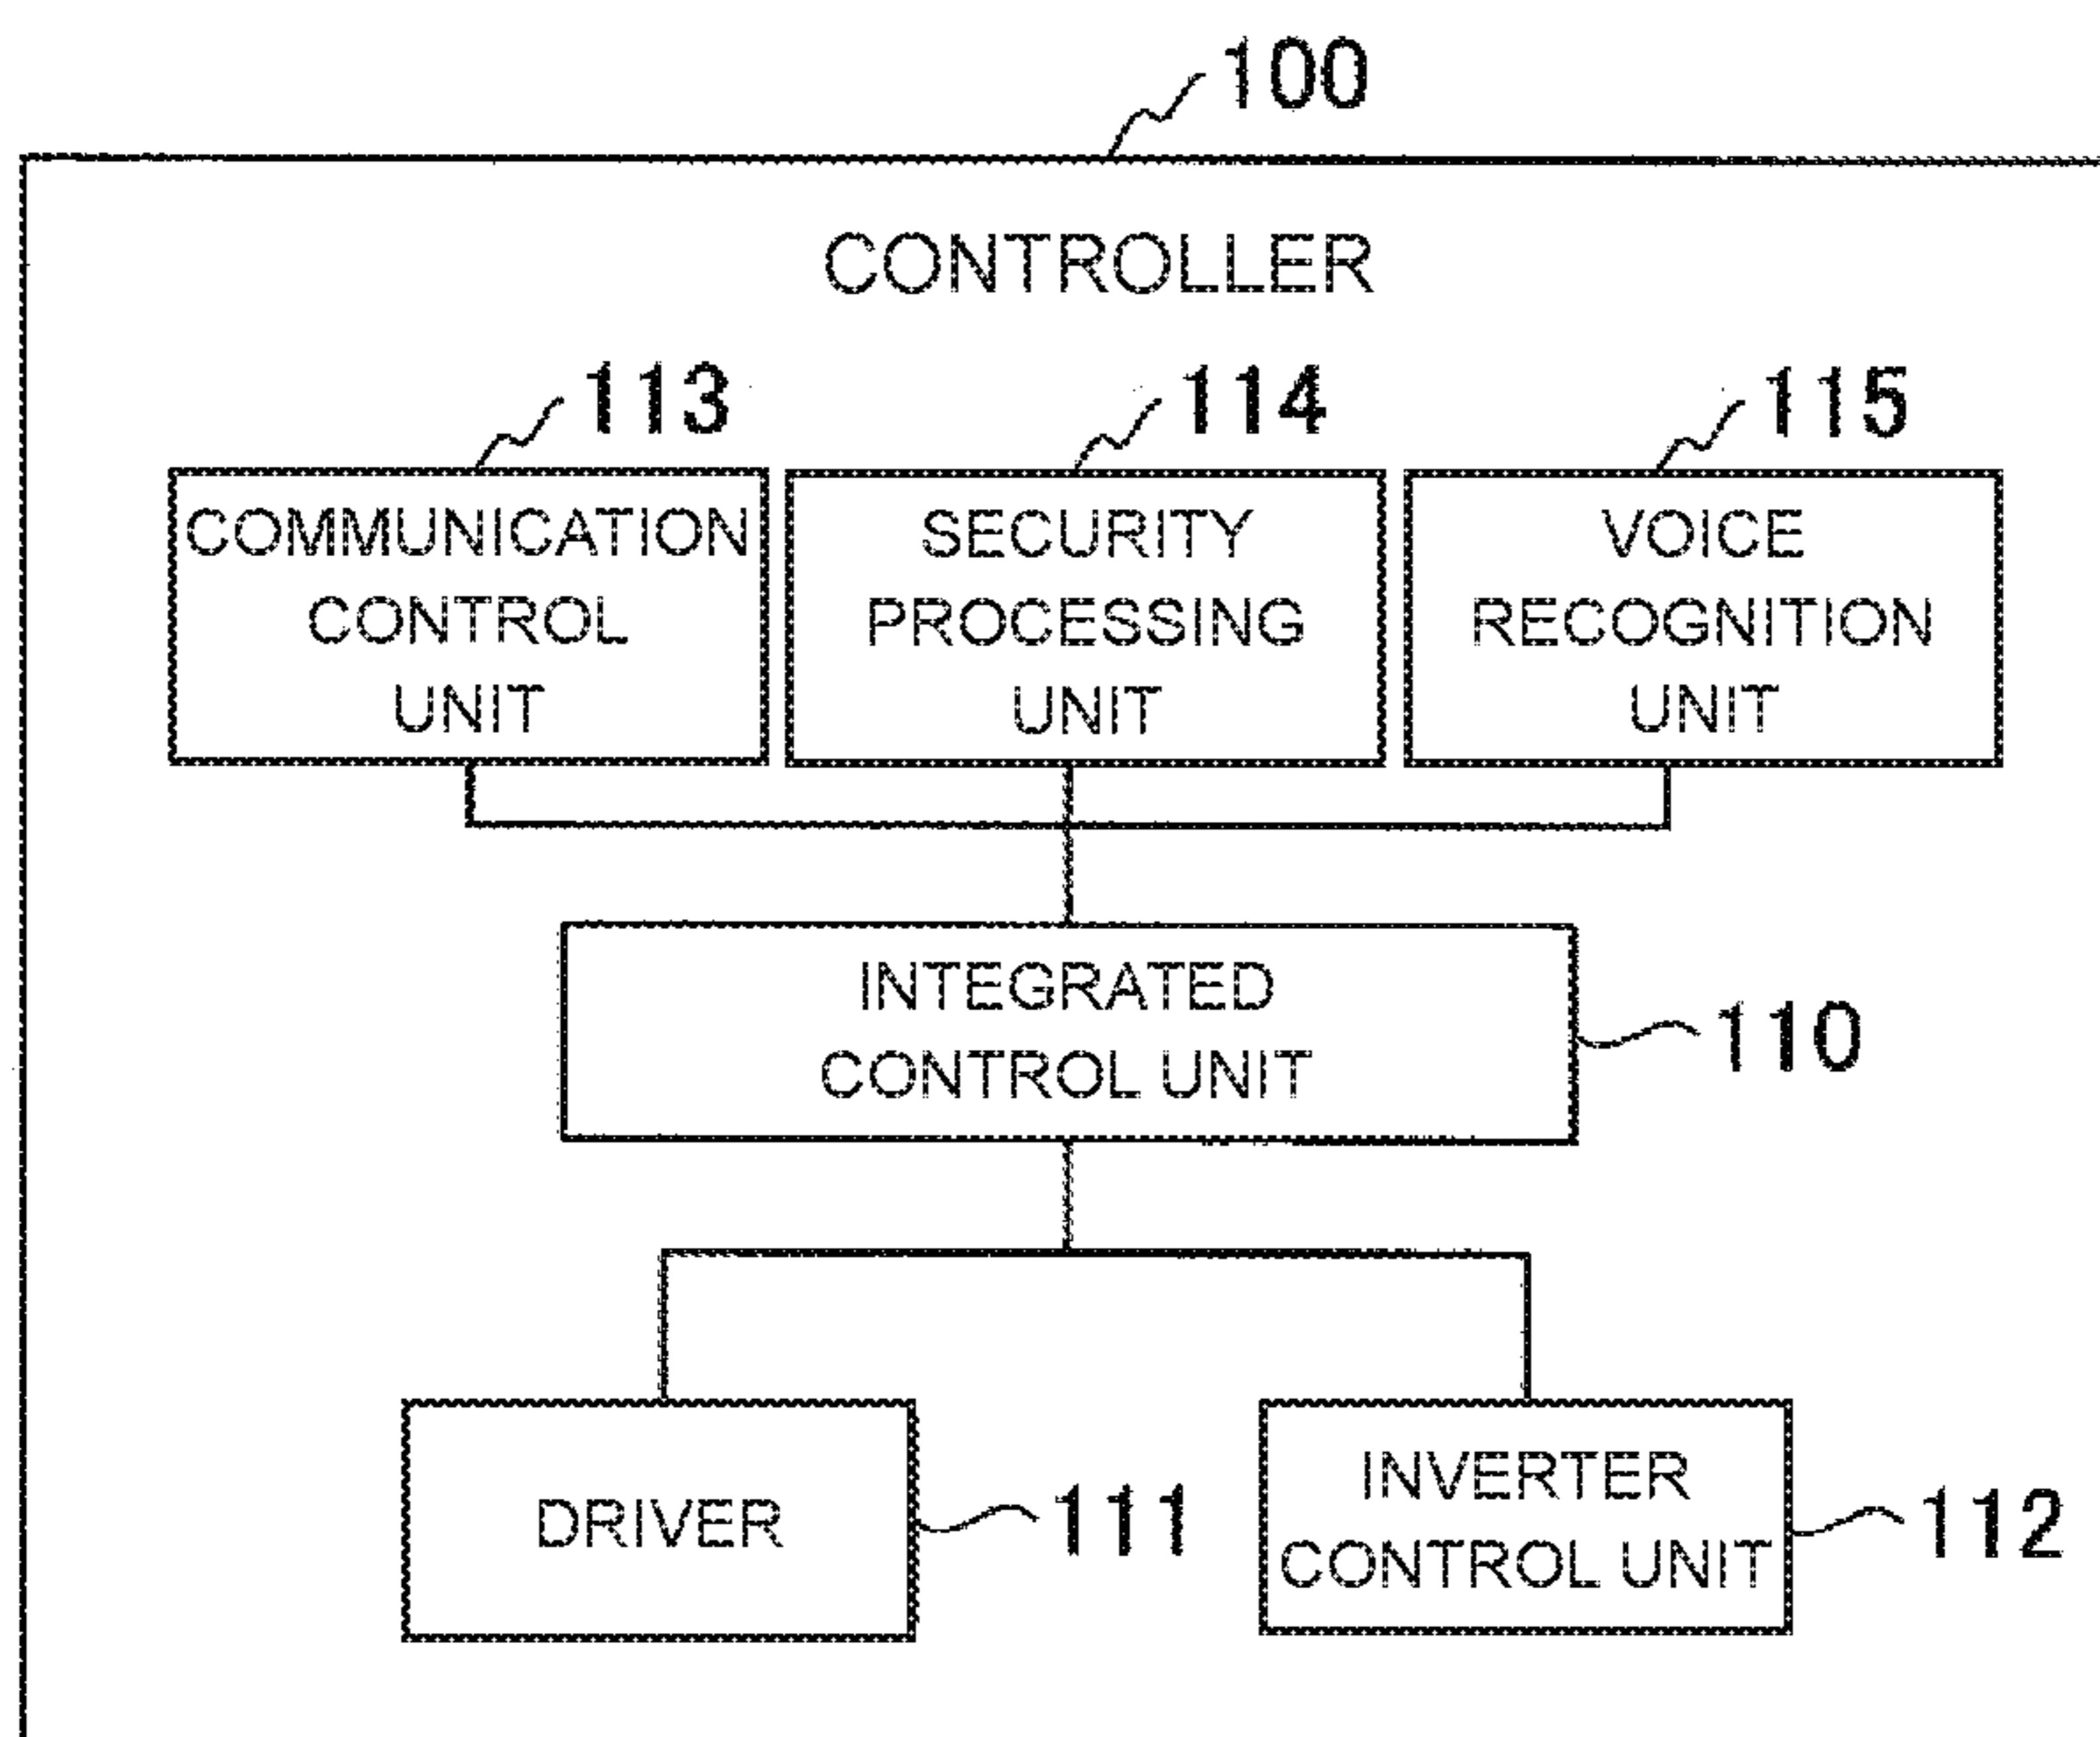 100
CONTROLLER
113
114
115
COMMUNICATION
CONTROL
UNIT
SECURITY
PROCESSING
UNIT
VOICE
RECOGNITION
UNIT
INTEGRATED
CONTROL UNIT
110
DRIVER
111
INVERTER
CONTROL UNIT
112